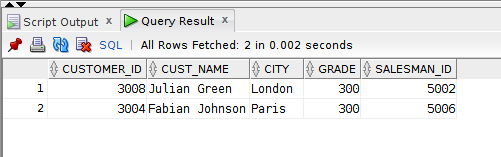 Script Output x Query Result x
SQL | All Rows Fetched: 2 in 0.002 seconds
CUSTOMER_ID CUST_NAME CITY GRADE SALESMAN_ID
1 3008 Julian Green London 300 5002
2 3004 Fabian Johnson Paris 300 5006